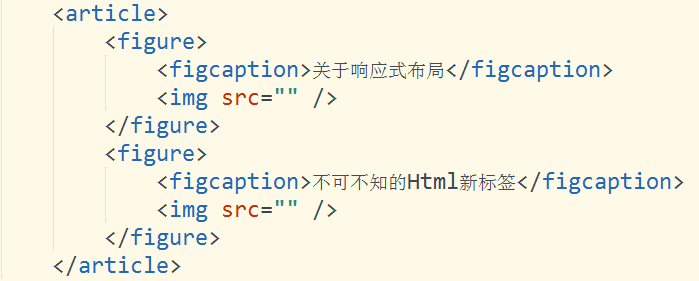 <article>
<figure>
<figcaption>关于响应式布局</figcaption>
<img src="" />
</figure>
<figure>
<figcaption>不可不知的Html新标签</figcaption>
<img src="" />
</figure>
</article>